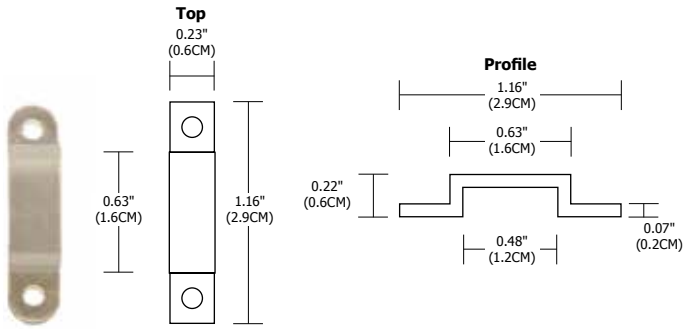 Top
0.23"
(0.6CM)
0.63"
(1.6CM)
1.16"
(2.9CM)
Profile
1.16"
(2.9CM)
0.63"
(1.6CM)
0.22"
(0.6CM)
0.07"
(0.2CM)
0.48"
(1.2CM)